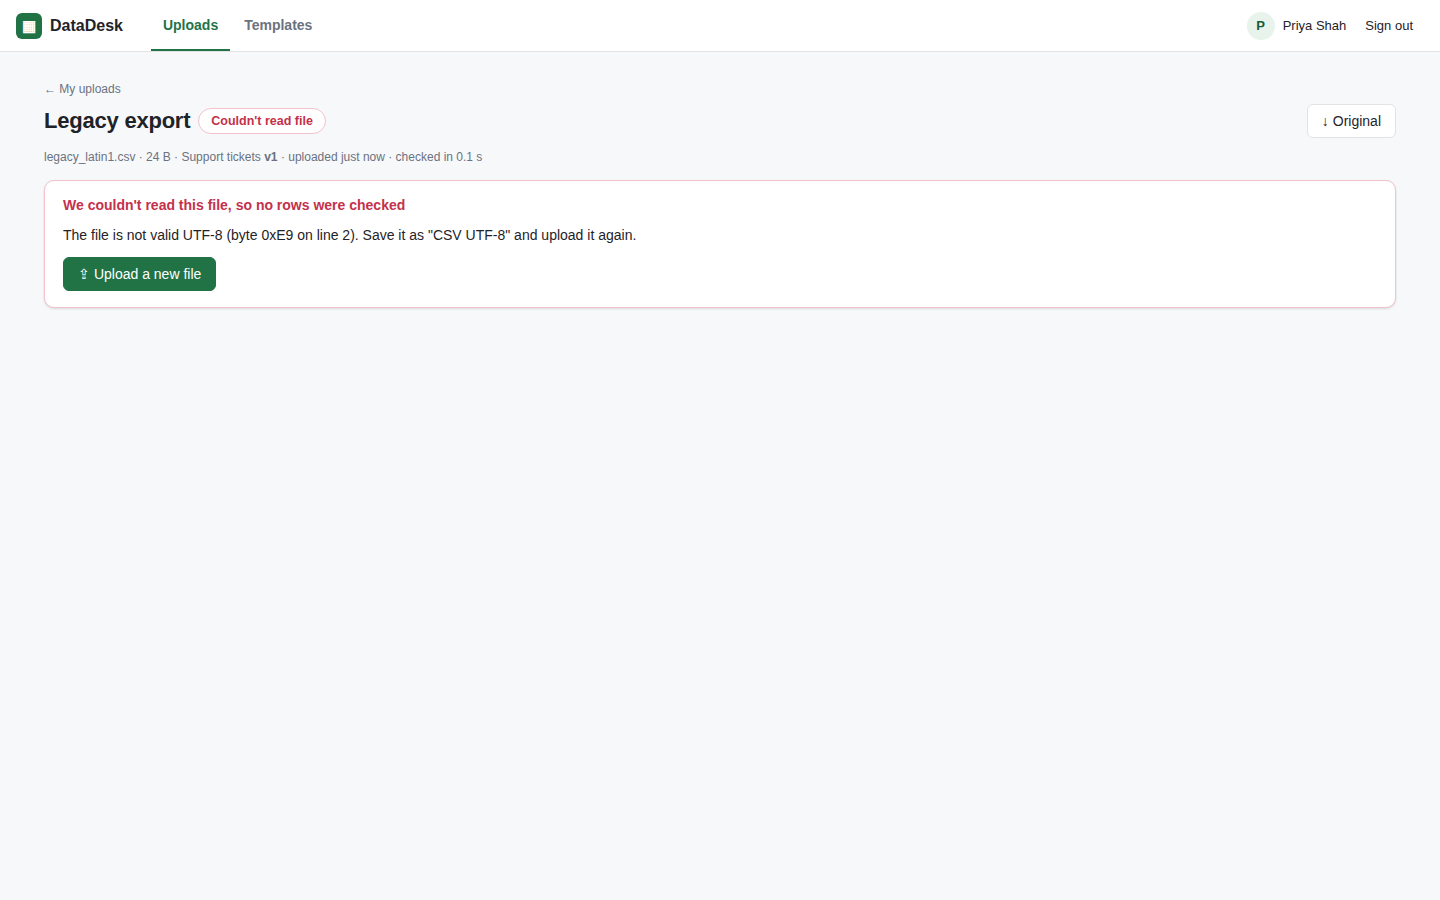 DataDesk Uploads Templates P Priya Shah Sign out
← My uploads
Legacy export Couldn't read file ↓ Original
legacy_latin1.csv · 24 B · Support tickets v1 · uploaded just now · checked in 0.1 s
We couldn't read this file, so no rows were checked
The file is not valid UTF-8 (byte 0xE9 on line 2). Save it as "CSV UTF-8" and upload it again.
⇪ Upload a new file